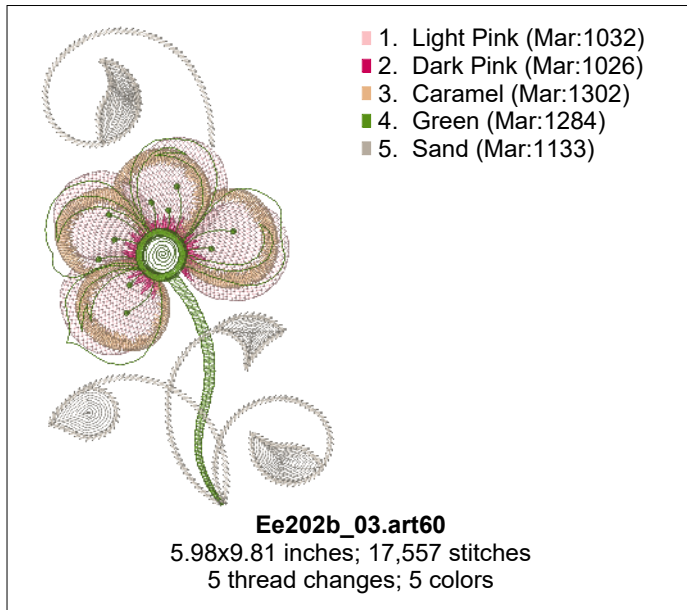 1. Light Pink (Mar:1032)
2. Dark Pink (Mar:1026)
3. Caramel (Mar:1302)
4. Green (Mar:1284)
5. Sand (Mar:1133)
Ee202b_03.art60
5.98x9.81 inches; 17,557 stitches
5 thread changes; 5 colors